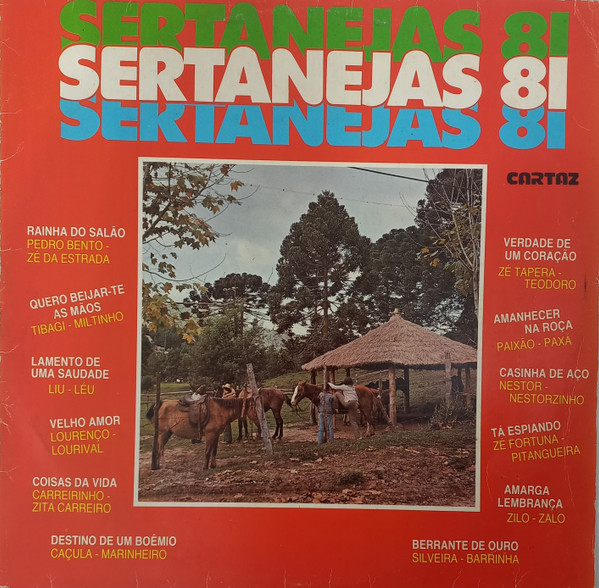 SERTANEJAS 81
SERTANEJAS 81
SERTANEJAS 81
CARTAZ
RAINHA DO SALÃO
PEDRO BENTO -
ZÉ DA ESTRADA
QUERO BEIJAR-TE
AS MÃOS
TIBAGI - MILTINHO
LAMENTO DE
UMA SAUDADE
LIU - LEU
VELHO AMOR
LOURENÇO -
LOURIVAL
COISAS DA VIDA
CARREIRINHO -
ZITA CARREIRO
DESTINO DE UM BOÊMIO
CAÇULA - MARINHEIRO
VERDADE DE
UM CORAÇÃO
ZÉ TAPERA -
TEODORO
AMANHECER
NA ROÇA
PAIXÃO - PAXÁ
CASINHA DE AÇO
NESTOR -
NESTORZINHO
TÁ ESPIANDO
ZÉ FORTUNA -
PITANGUEIRA
AMARGA
LEMBRANÇA
ZILO - ZALO
BERRANTE DE OURO
SILVEIRA - BARRINHA